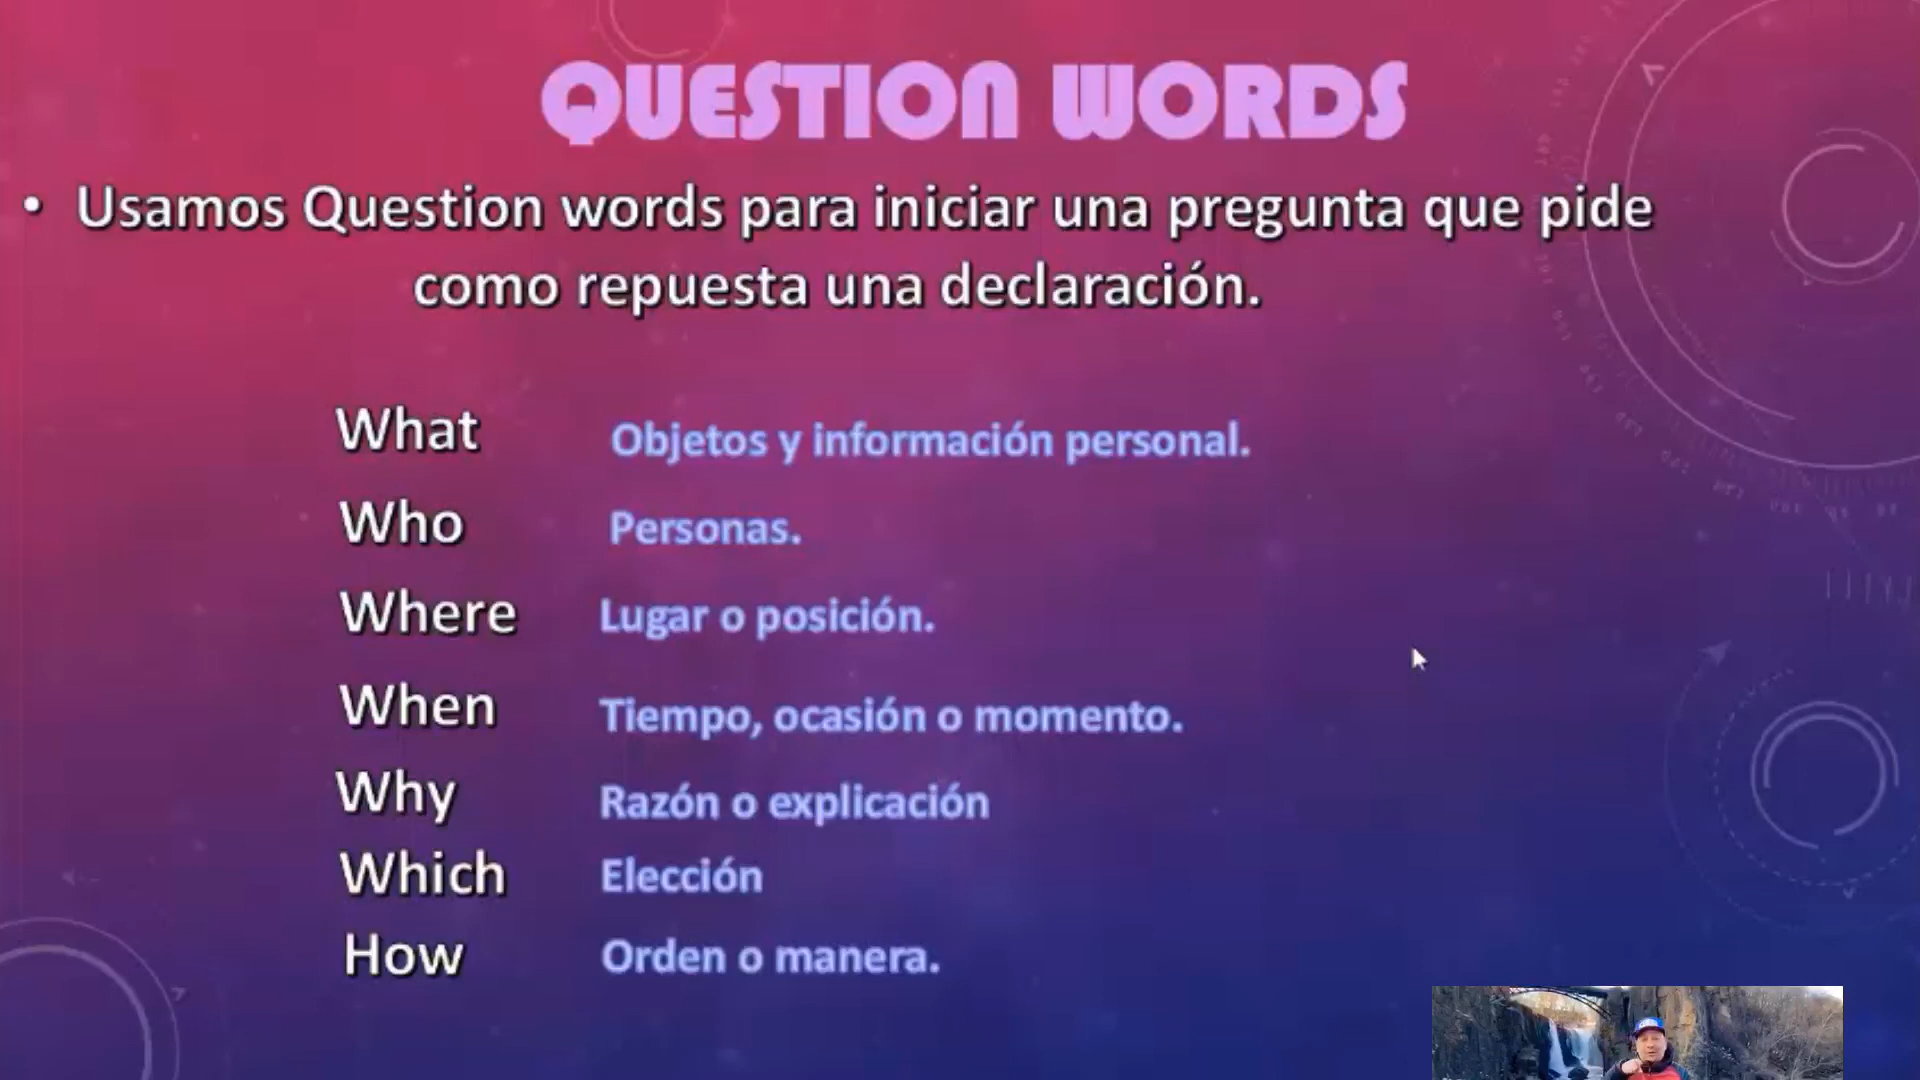 QUESTION WORDS
• Usamos Question words para iniciar una pregunta que pide
como repuesta una declaración.
What Objetos y información personal.
Who Personas.
Where Lugar o posición.
When Tiempo, ocasión o momento.
Why Razón o explicación
Which Elección
How Orden o manera.